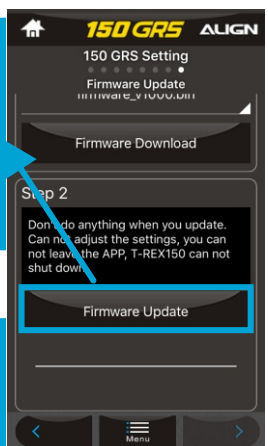 150 GRS ALIGN
150 GRS Setting
Firmware Update
firmware_v1000.bin
Firmware Download
Step 2
Don't do anything when you update.
Can not adjust the settings, you can
not leave the APP, T-REX150 can not
shut down
Firmware Update
Menu